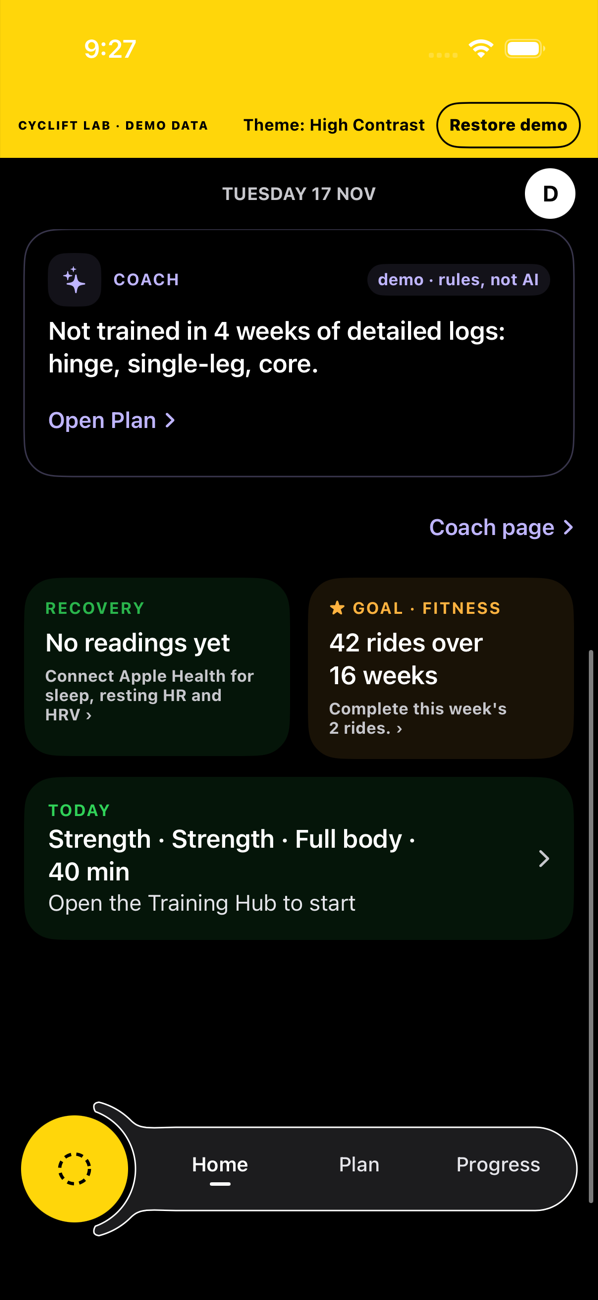 9:27
CYCLIFT LAB · DEMO DATA
Theme: High Contrast
Restore demo
TUESDAY 17 NOV
D
COACH
demo · rules, not AI
Not trained in 4 weeks of detailed logs:
hinge, single-leg, core.
Open Plan ›
Coach page ›
RECOVERY
No readings yet
Connect Apple Health for
sleep, resting HR and
HRV ›
★ GOAL · FITNESS
42 rides over
16 weeks
Complete this week's
2 rides. ›
TODAY
Strength · Strength · Full body ·
40 min
Open the Training Hub to start
Home
Plan
Progress